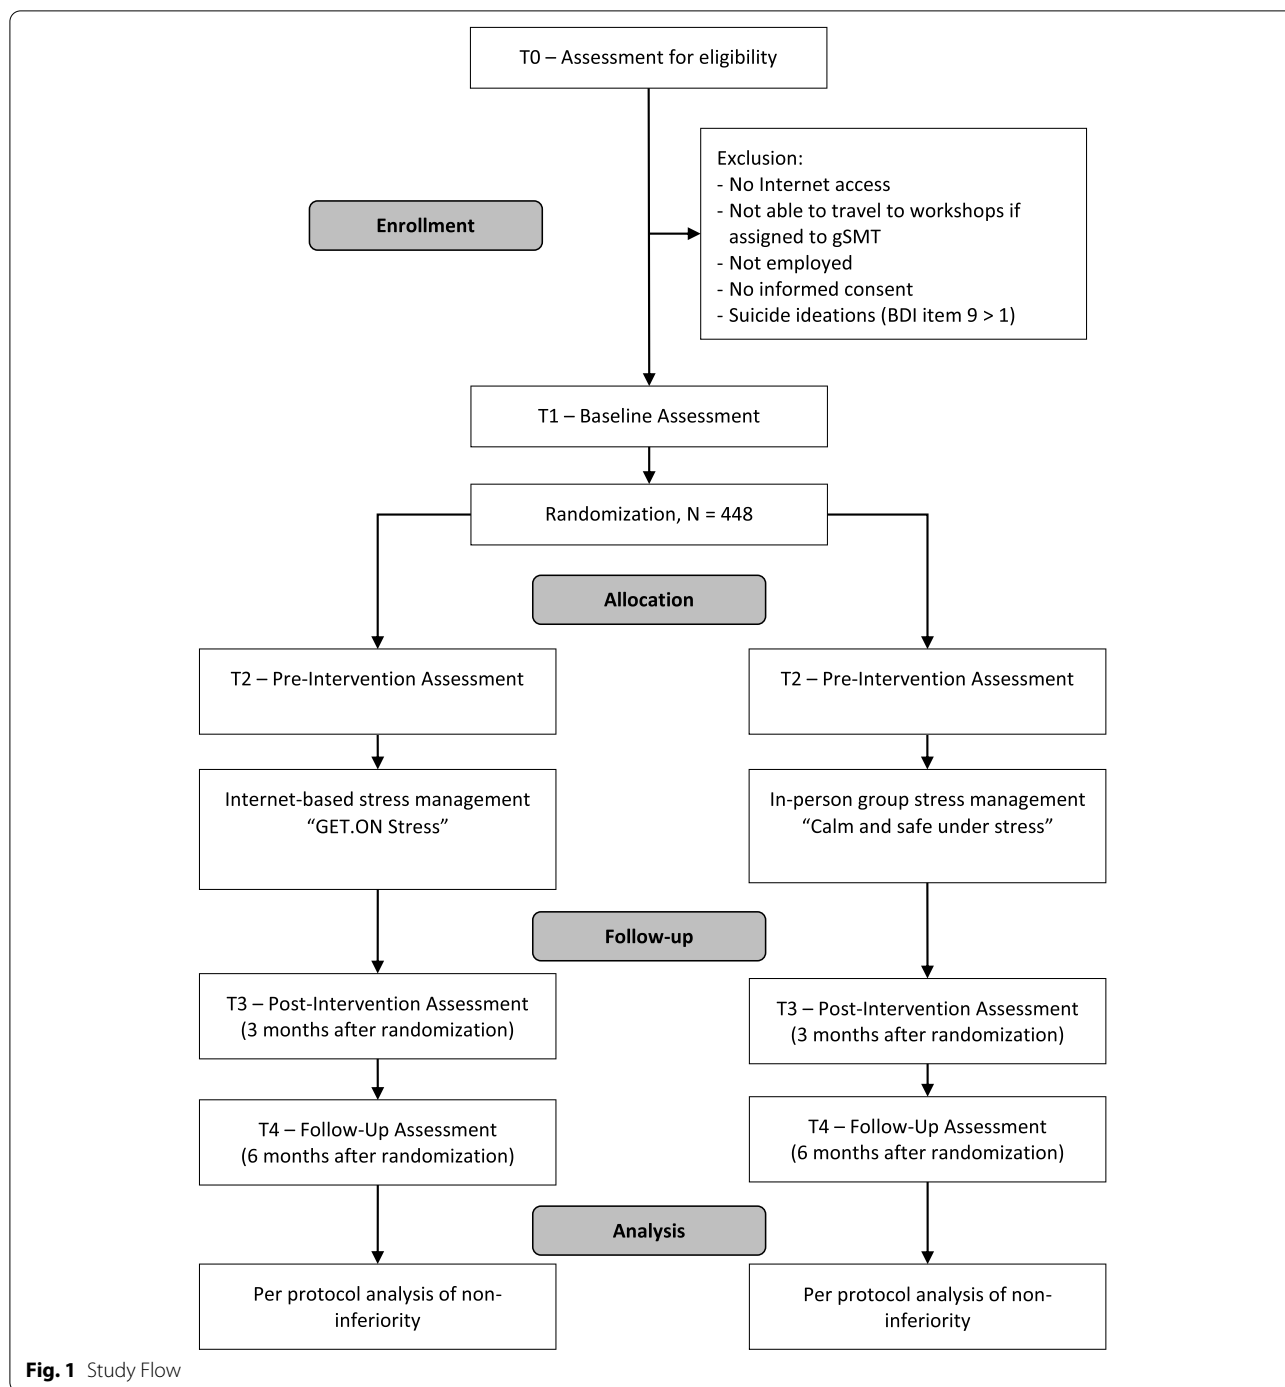 T0 – Assessment for eligibility
Exclusion:
- No Internet access
- Not able to travel to workshops if
assigned to gSMT
- Not employed
- No informed consent
- Suicide ideations (BDI item 9 > 1)
Enrollment
T1 – Baseline Assessment
Randomization, N = 448
Allocation
T2 – Pre-Intervention Assessment
T2 – Pre-Intervention Assessment
Internet-based stress management
“GET.ON Stress”
In-person group stress management
“Calm and safe under stress”
Follow-up
T3 – Post-Intervention Assessment
(3 months after randomization)
T3 – Post-Intervention Assessment
(3 months after randomization)
T4 – Follow-Up Assessment
(6 months after randomization)
T4 – Follow-Up Assessment
(6 months after randomization)
Analysis
Per protocol analysis of non-
inferiority
Per protocol analysis of non-
inferiority
Fig. 1 Study Flow